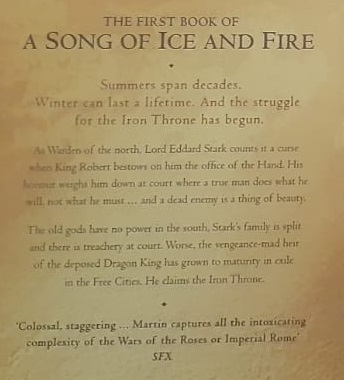 THE FIRST BOOK OF
A SONG OF ICE AND FIRE
Summers span decades.
Winter can last a lifetime. And the struggle
for the Iron Throne has begun.
As Warden of the north, Lord Eddard Stark counts it a curse
when King Robert bestows on him the office of the Hand. His
honour weighs him down at court where a true man does what he
will, not what he must ... and a dead enemy is a thing of beauty.
The old gods have no power in the south, Stark's family is split
and there is treachery at court. Worse, the vengeance-mad heir
of the deposed Dragon King has grown to maturity in exile
in the Free Cities. He claims the Iron Throne.
'Colossal, staggering ... Martin captures all the intoxicating
complexity of the Wars of the Roses or Imperial Rome'
SFX